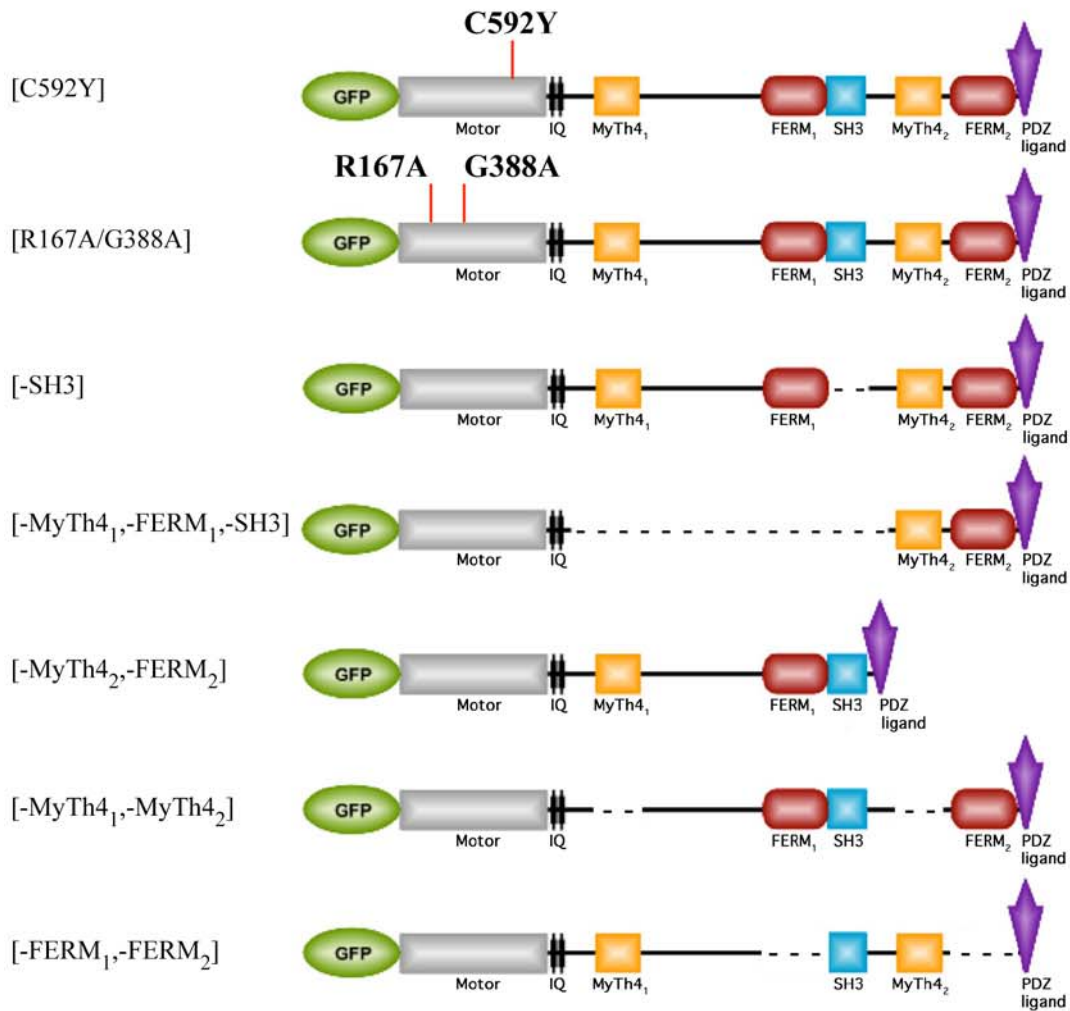 C592Y
[C592Y]
GFP
Motor IQ MyTh4₁ FERM₁ SH3 MyTh4₂ FERM₂ PDZ
ligand
R167A G388A
[R167A/G388A]
GFP
Motor IQ MyTh4₁ FERM₁ SH3 MyTh4₂ FERM₂ PDZ
ligand
[-SH3]
GFP
Motor IQ MyTh4₁ FERM₁ MyTh4₂ FERM₂ PDZ
ligand
[-MyTh4₁,-FERM₁,-SH3]
GFP
Motor IQ MyTh4₂ FERM₂ PDZ
ligand
[-MyTh4₂,-FERM₂]
GFP
Motor IQ MyTh4₁ FERM₁ SH3 PDZ
ligand
[-MyTh4₁,-MyTh4₂]
GFP
Motor IQ FERM₁ SH3 FERM₂ PDZ
ligand
[-FERM₁,-FERM₂]
GFP
Motor IQ MyTh4₁ SH3 MyTh4₂ PDZ
ligand